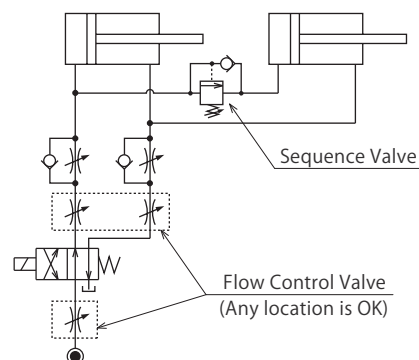 Sequence Valve
Flow Control Valve
(Any location is OK)